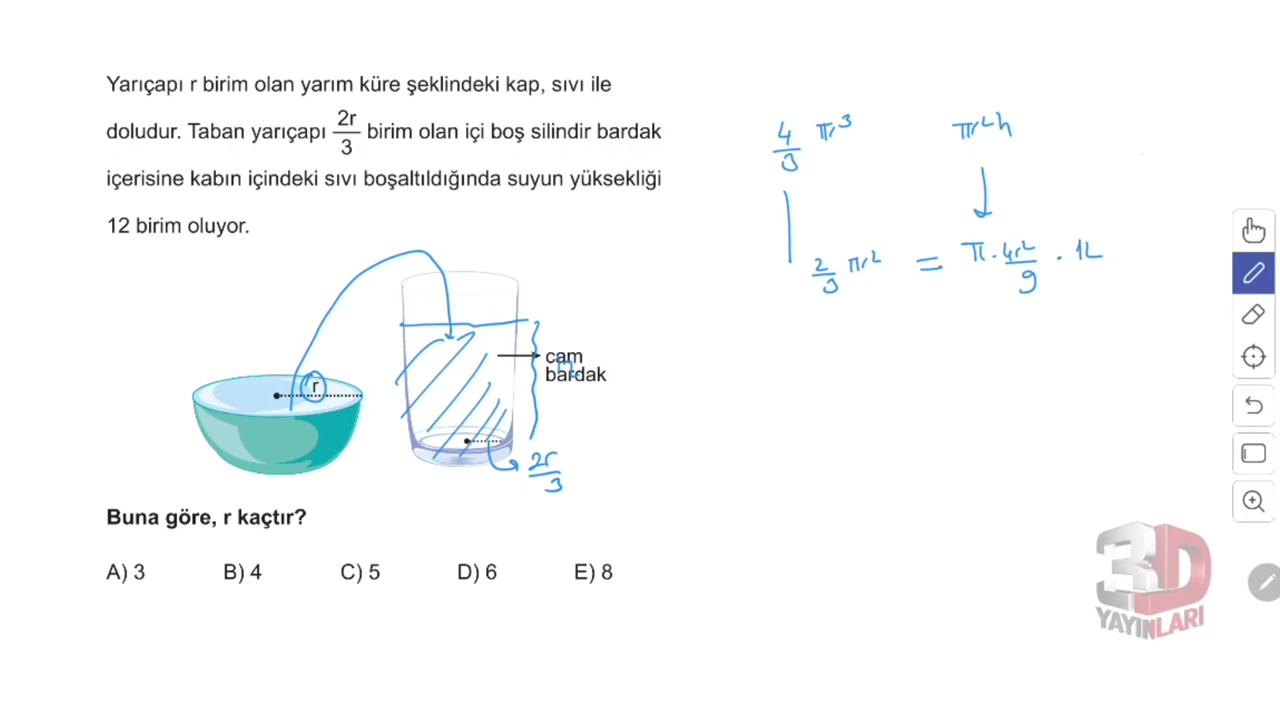 Yarıçapı r birim olan yarım küre şeklindeki kap, sıvı ile
doludur. Taban yarıçapı 2r/3 birim olan içi boş silindir bardak
içerisine kabın içindeki sıvı boşaltıldığında suyun yüksekliği
12 birim oluyor.
r
cam
bardak
12
2r/3
Buna göre, r kaçtır?
A) 3 B) 4 C) 5 D) 6 E) 8
4/3 πr³ πr²h
2/3 πr² = π · 4r²/9 · 12
3D
YAYINLARI